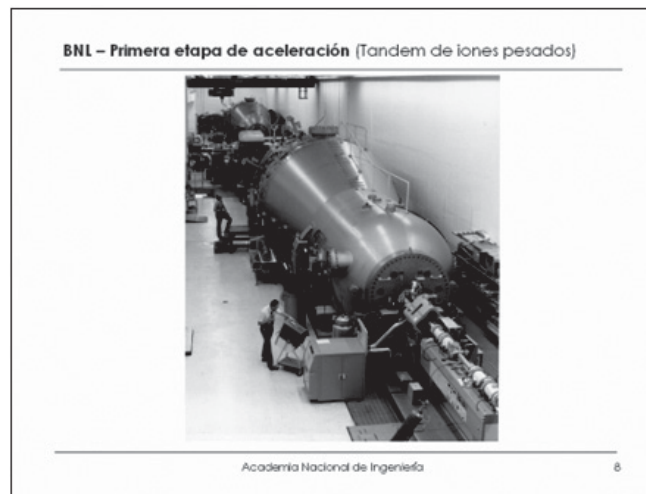 BNL – Primera etapa de aceleración (Tandem de iones pesados)
Academia Nacional de Ingeniería
8